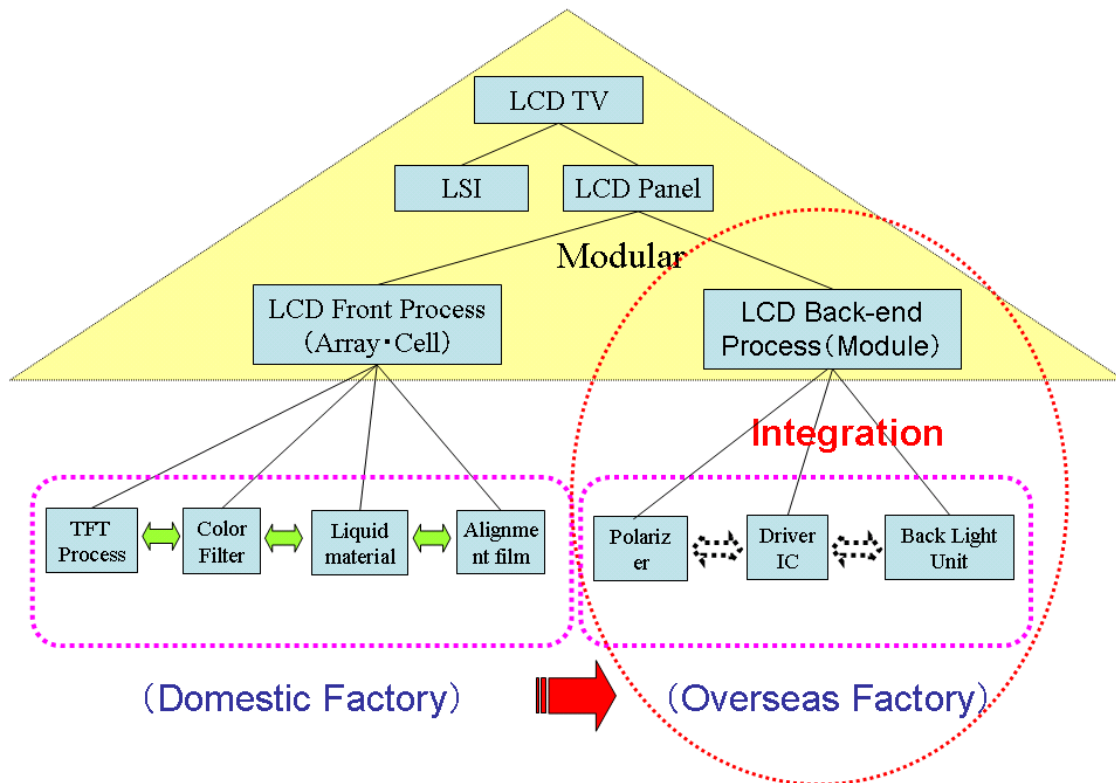 LCD TV
LSI
LCD Panel
Modular
LCD Front Process
（Array・Cell）
LCD Back-end
Process（Module）
Integration
TFT
Process
Color
Filter
Liquid
material
Alignme
nt film
Polariz
er
Driver
IC
Back Light
Unit
（Domestic Factory）
（Overseas Factory）